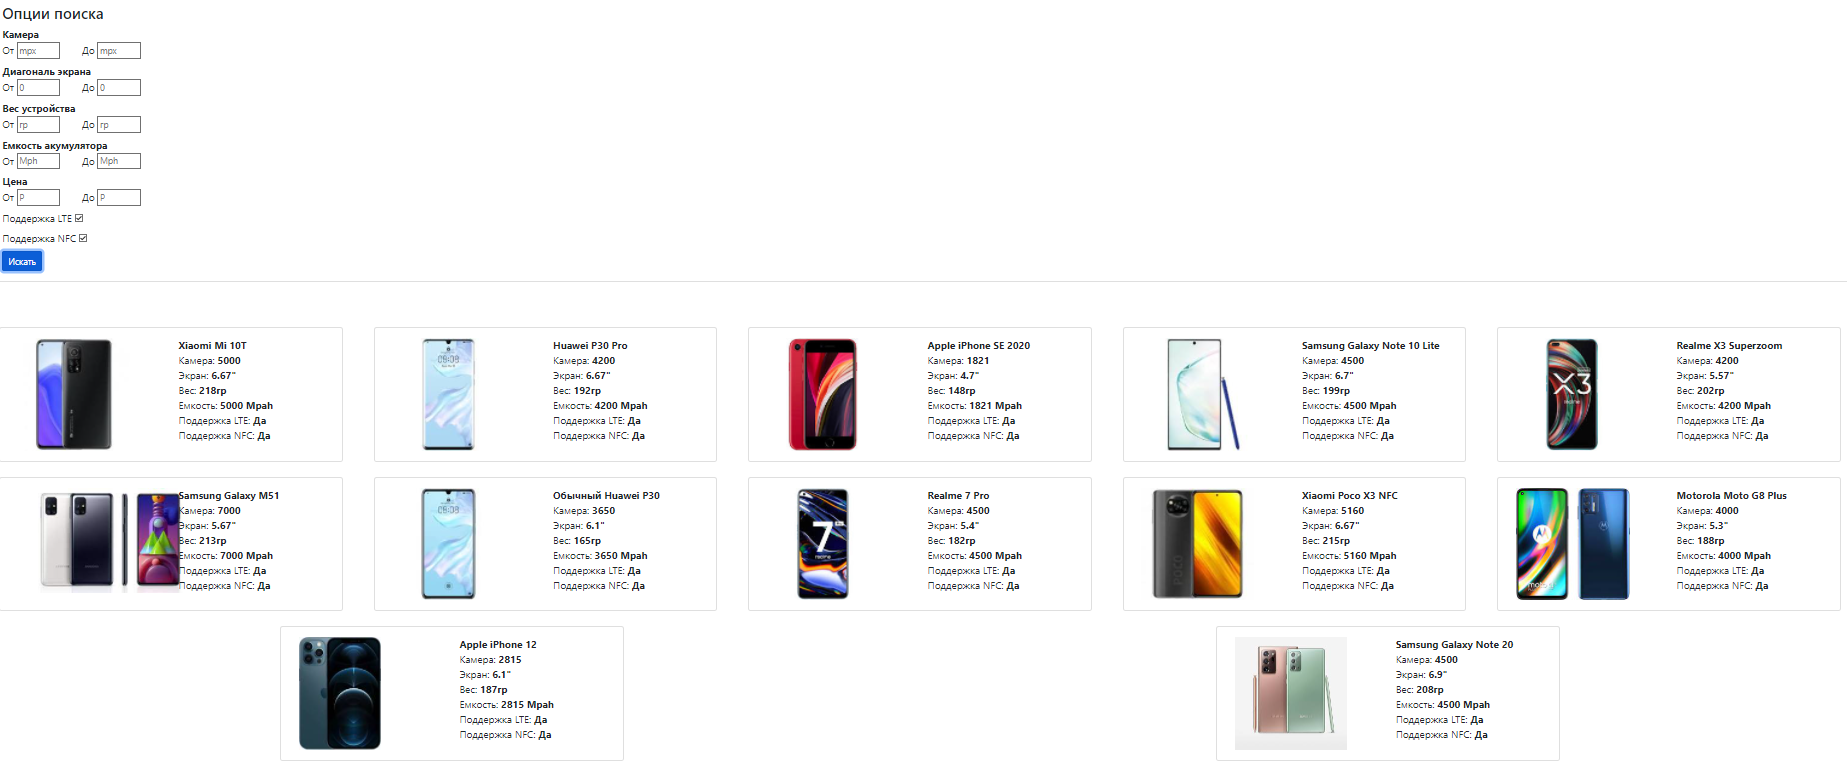 Опции поиска
Камера
От mpx До mpx
Диагональ экрана
От 0 До 0
Вес устройства
От гр До гр
Емкость акумулятора
От Mph До Mph
Цена
От Р До Р
Поддержка LTE
Поддержка NFC
Искать
Xiaomi Mi 10T
Камера: 5000
Экран: 6.67"
Вес: 218гр
Емкость: 5000 Mpah
Поддержка LTE: Да
Поддержка NFC: Да
Huawei P30 Pro
Камера: 4200
Экран: 6.67"
Вес: 192гр
Емкость: 4200 Mpah
Поддержка LTE: Да
Поддержка NFC: Да
Apple iPhone SE 2020
Камера: 1821
Экран: 4.7"
Вес: 148гр
Емкость: 1821 Mpah
Поддержка LTE: Да
Поддержка NFC: Да
Samsung Galaxy Note 10 Lite
Камера: 4500
Экран: 6.7"
Вес: 199гр
Емкость: 4500 Mpah
Поддержка LTE: Да
Поддержка NFC: Да
X3
Realme X3 Superzoom
Камера: 4200
Экран: 5.57"
Вес: 202гр
Емкость: 4200 Mpah
Поддержка LTE: Да
Поддержка NFC: Да
Samsung Galaxy M51
Камера: 7000
Экран: 5.67"
Вес: 213гр
Емкость: 7000 Mpah
Поддержка LTE: Да
Поддержка NFC: Да
Обычный Huawei P30
Камера: 3650
Экран: 6.1"
Вес: 165гр
Емкость: 3650 Mpah
Поддержка LTE: Да
Поддержка NFC: Да
7
Realme 7 Pro
Камера: 4500
Экран: 5.4"
Вес: 182гр
Емкость: 4500 Mpah
Поддержка LTE: Да
Поддержка NFC: Да
Xiaomi Poco X3 NFC
Камера: 5160
Экран: 6.67"
Вес: 215гр
Емкость: 5160 Mpah
Поддержка LTE: Да
Поддержка NFC: Да
Motorola Moto G8 Plus
Камера: 4000
Экран: 5.3"
Вес: 188гр
Емкость: 4000 Mpah
Поддержка LTE: Да
Поддержка NFC: Да
Apple iPhone 12
Камера: 2815
Экран: 6.1"
Вес: 187гр
Емкость: 2815 Mpah
Поддержка LTE: Да
Поддержка NFC: Да
Samsung Galaxy Note 20
Камера: 4500
Экран: 6.9"
Вес: 208гр
Емкость: 4500 Mpah
Поддержка LTE: Да
Поддержка NFC: Да